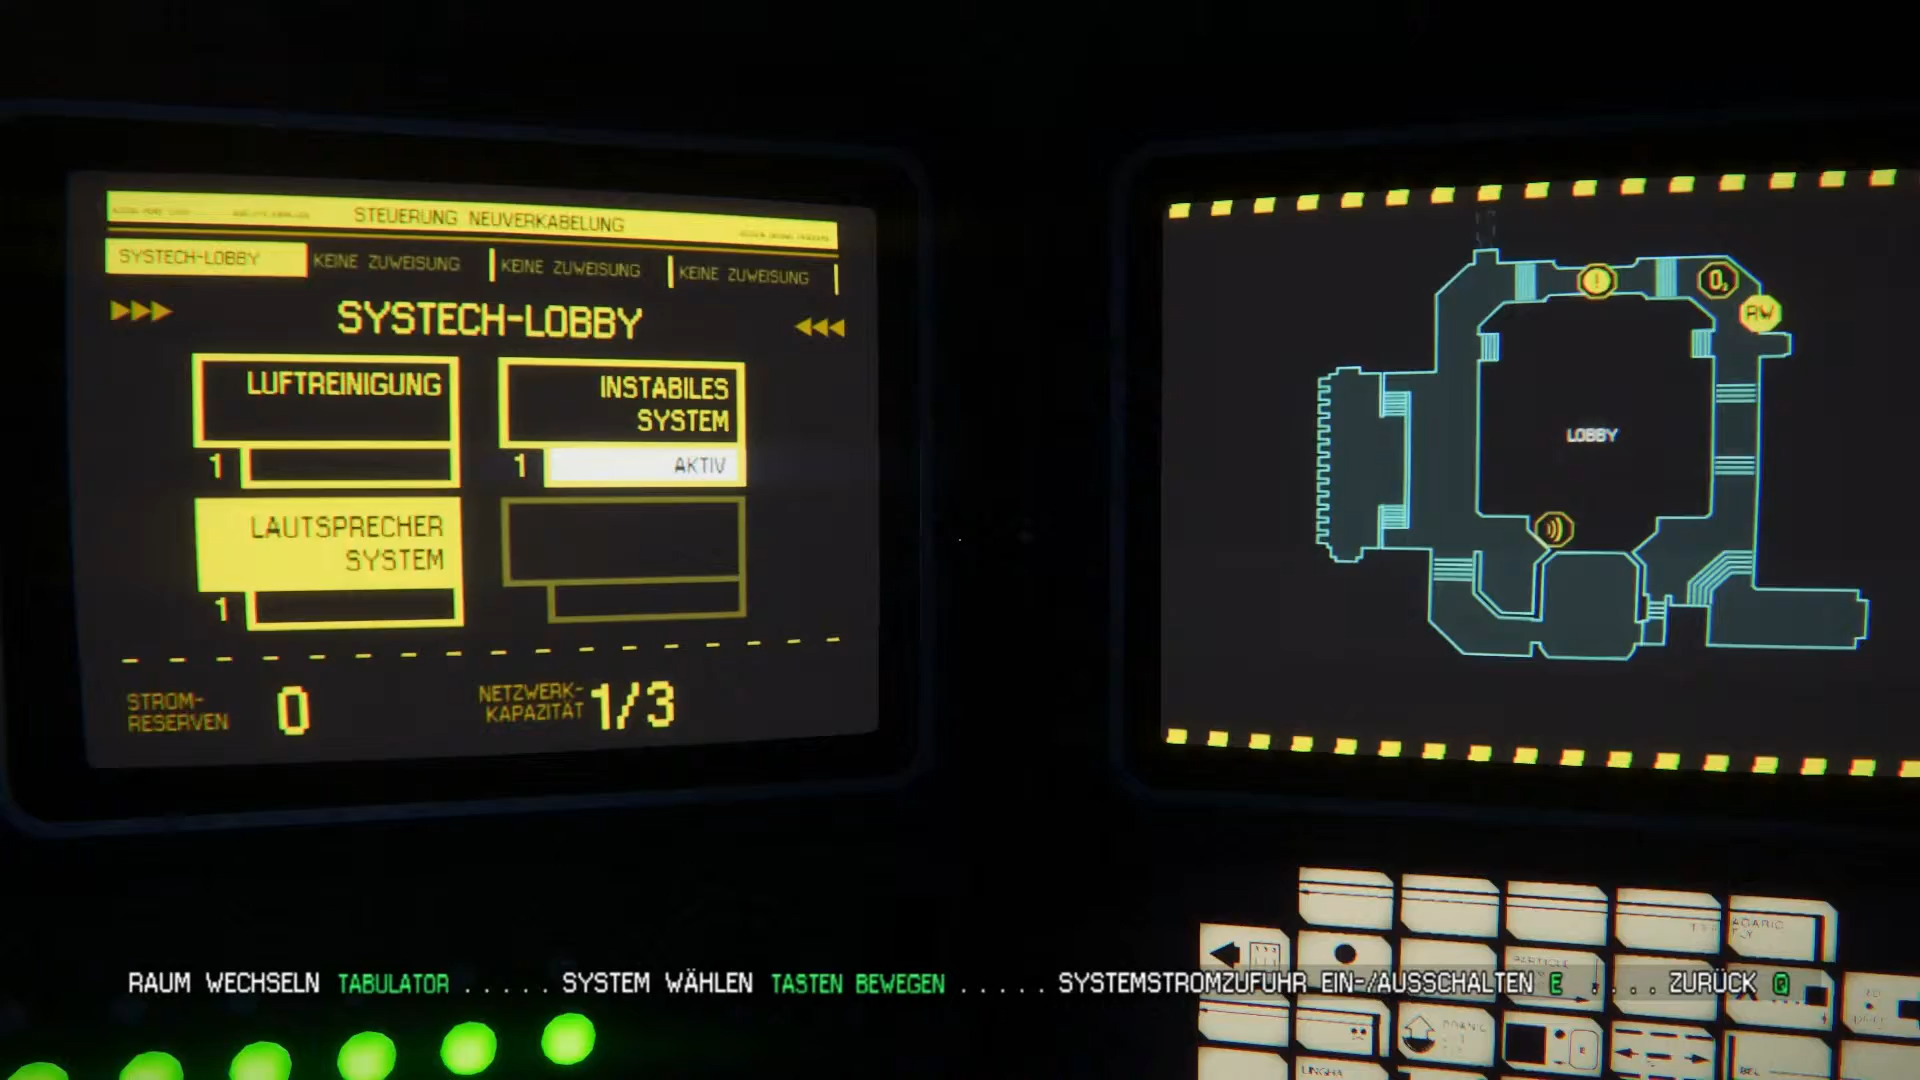 STEUERUNG NEUVERKABELUNG
SYSTECH-LOBBY
KEINE ZUWEISUNG
KEINE ZUWEISUNG
KEINE ZUWEISUNG
SYSTECH-LOBBY
LUFTREINIGUNG
1
INSTABILES
SYSTEM
1 AKTIV
LAUTSPRECHER
SYSTEM
1
STROM-
RESERVEN
0
NETZWERK-
KAPAZITÄT
1/3
!
O₂
RW
LOBBY
RAUM WECHSELN TABULATOR ..... SYSTEM WÄHLEN TASTEN BEWEGEN ..... SYSTEMSTROMZUFUHR EIN-/AUSSCHALTEN E ..... ZURÜCK Q